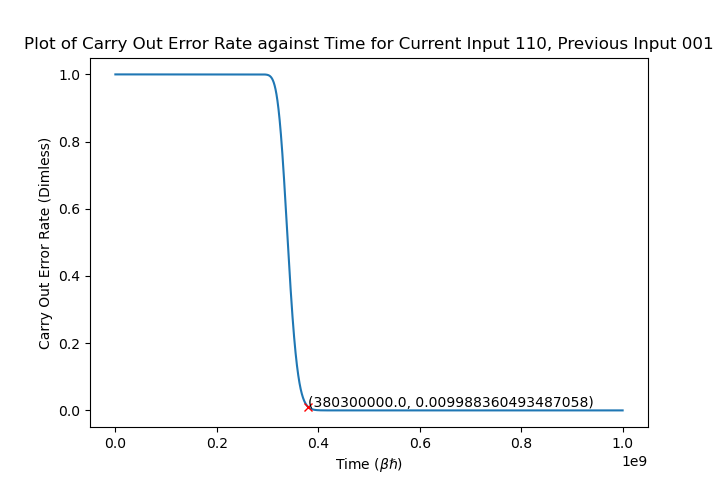 Plot of Carry Out Error Rate against Time for Current Input 110, Previous Input 001
1.0
0.8
0.6
0.4
0.2
0.0
Carry Out Error Rate (Dimless)
(380300000.0, 0.009988360493487058)
0.0 0.2 0.4 0.6 0.8 1.0
1e9
Time (βħ)